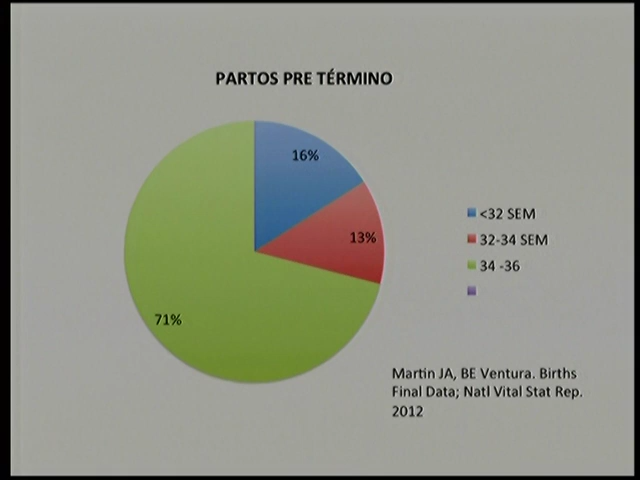 PARTOS PRE TÉRMINO
16%
13%
71%
<32 SEM
32-34 SEM
34 -36
Martin JA, BE Ventura. Births
Final Data; Natl Vital Stat Rep.
2012